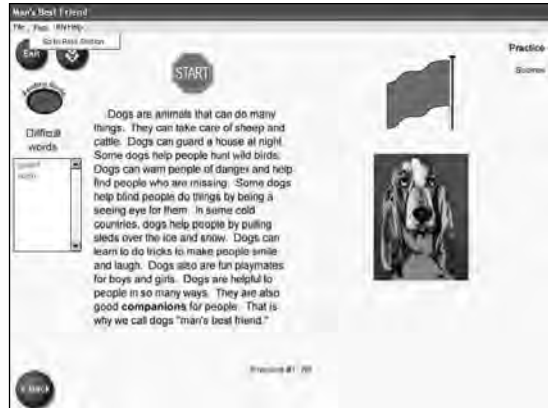 Man's Best Friend
File
Go to Pass Station
Exit
Practice
START
Difficult
words
Dogs are animals that can do many
things. They can take care of sheep and
cattle. Dogs can guard a house at night.
Some dogs help people hunt wild birds.
Dogs can warn people of danger and help
find people who are missing. Some dogs
help blind people do things by being a
seeing eye for them. In some cold
countries, dogs help people by pulling
sleds over the ice and snow. Dogs can
learn to do tricks to make people smile
and laugh. Dogs also are fun playmates
for boys and girls. Dogs are helpful to
people in so many ways. They are also
good companions for people. That is
why we call dogs "man's best friend."
Back